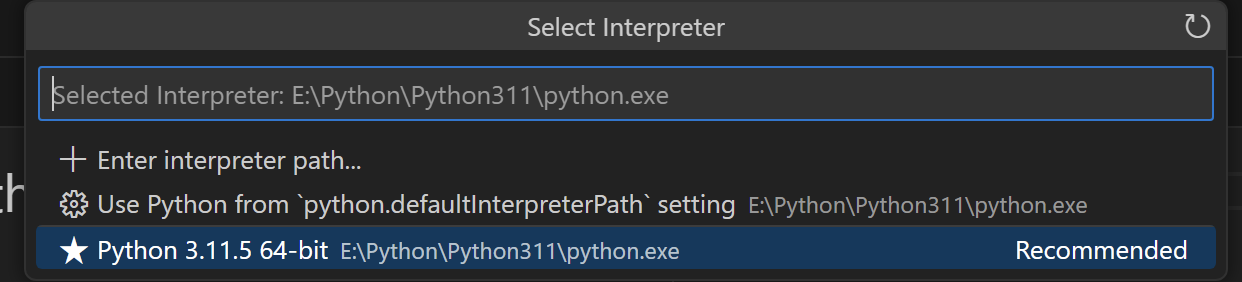 Select Interpreter
Selected Interpreter: E:\Python\Python311\python.exe
Enter interpreter path...
Use Python from `python.defaultInterpreterPath` setting E:\Python\Python311\python.exe
Python 3.11.5 64-bit E:\Python\Python311\python.exe Recommended